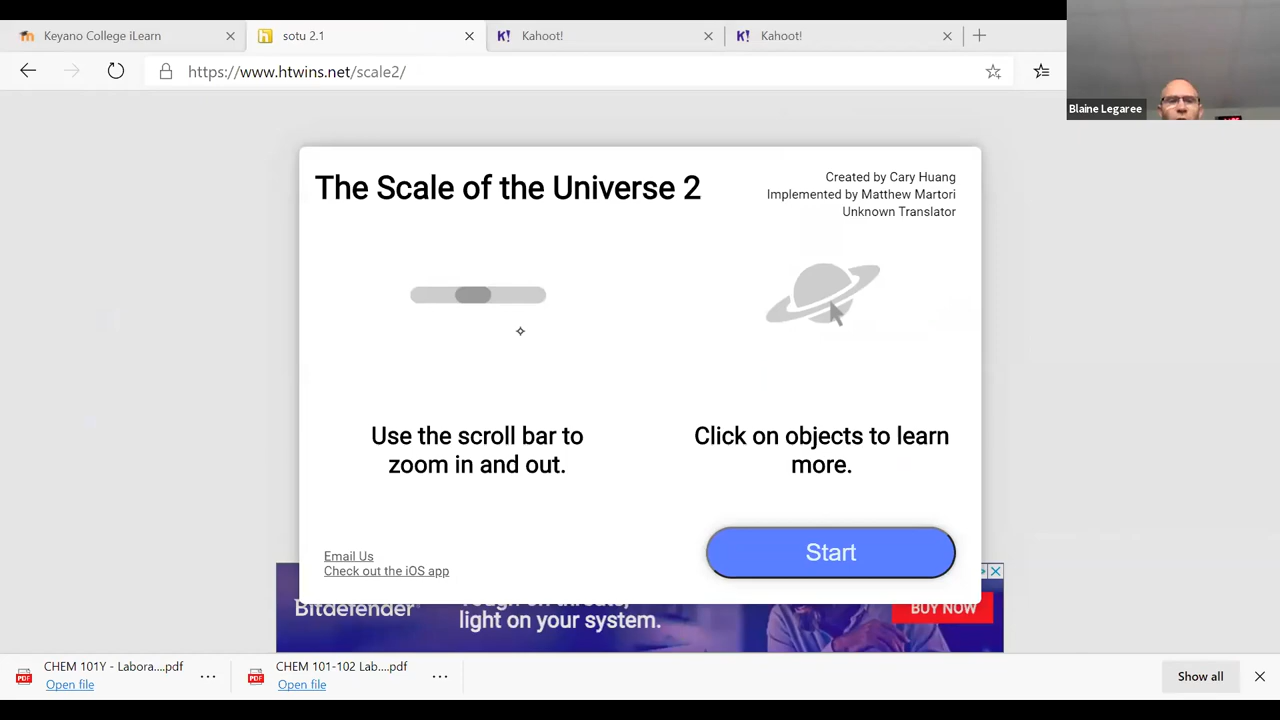 Keyano College iLearn
sotu 2.1
Kahoot!
Kahoot!
https://www.htwins.net/scale2/
Blaine Legaree
The Scale of the Universe 2
Created by Cary Huang
Implemented by Matthew Martori
Unknown Translator
Use the scroll bar to
zoom in and out.
Click on objects to learn
more.
Start
Email Us
Check out the iOS app
Bitdefender
Tough on threats,
light on your system.
BUY NOW
CHEM 101Y - Labora....pdf
Open file
CHEM 101-102 Lab....pdf
Open file
Show all